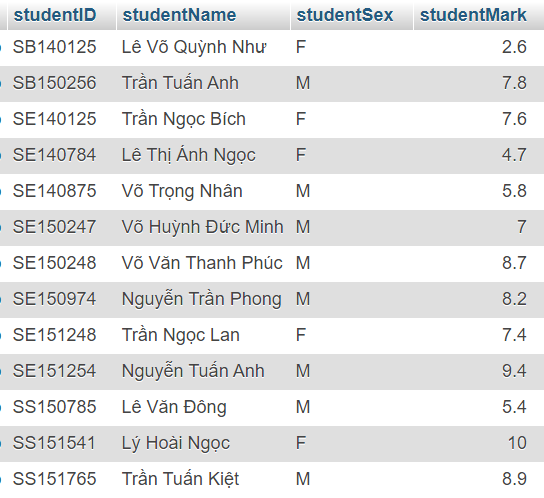 studentID studentName studentSex studentMark
SB140125 Lê Võ Quỳnh Như F 2.6
SB150256 Trần Tuấn Anh M 7.8
SE140125 Trần Ngọc Bích F 7.6
SE140784 Lê Thị Ánh Ngọc F 4.7
SE140875 Võ Trọng Nhân M 5.8
SE150247 Võ Huỳnh Đức Minh M 7
SE150248 Võ Văn Thanh Phúc M 8.7
SE150974 Nguyễn Trần Phong M 8.2
SE151248 Trần Ngọc Lan F 7.4
SE151254 Nguyễn Tuấn Anh M 9.4
SS150785 Lê Văn Đông M 5.4
SS151541 Lý Hoài Ngọc F 10
SS151765 Trần Tuấn Kiệt M 8.9